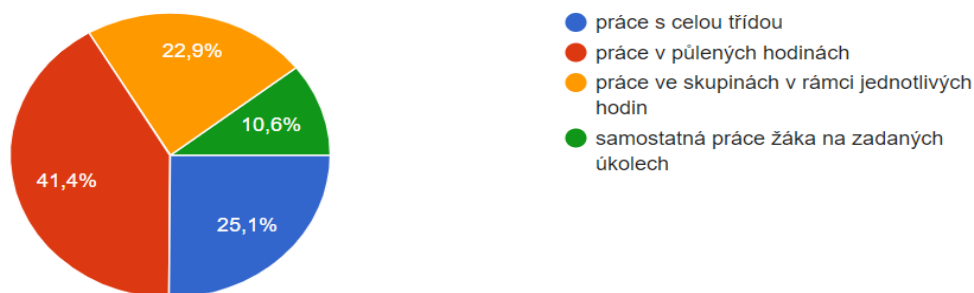 22,9%
10,6%
41,4%
25,1%
práce s celou třídou
práce v půlených hodinách
práce ve skupinách v rámci jednotlivých
hodin
samostatná práce žáka na zadaných
úkolech